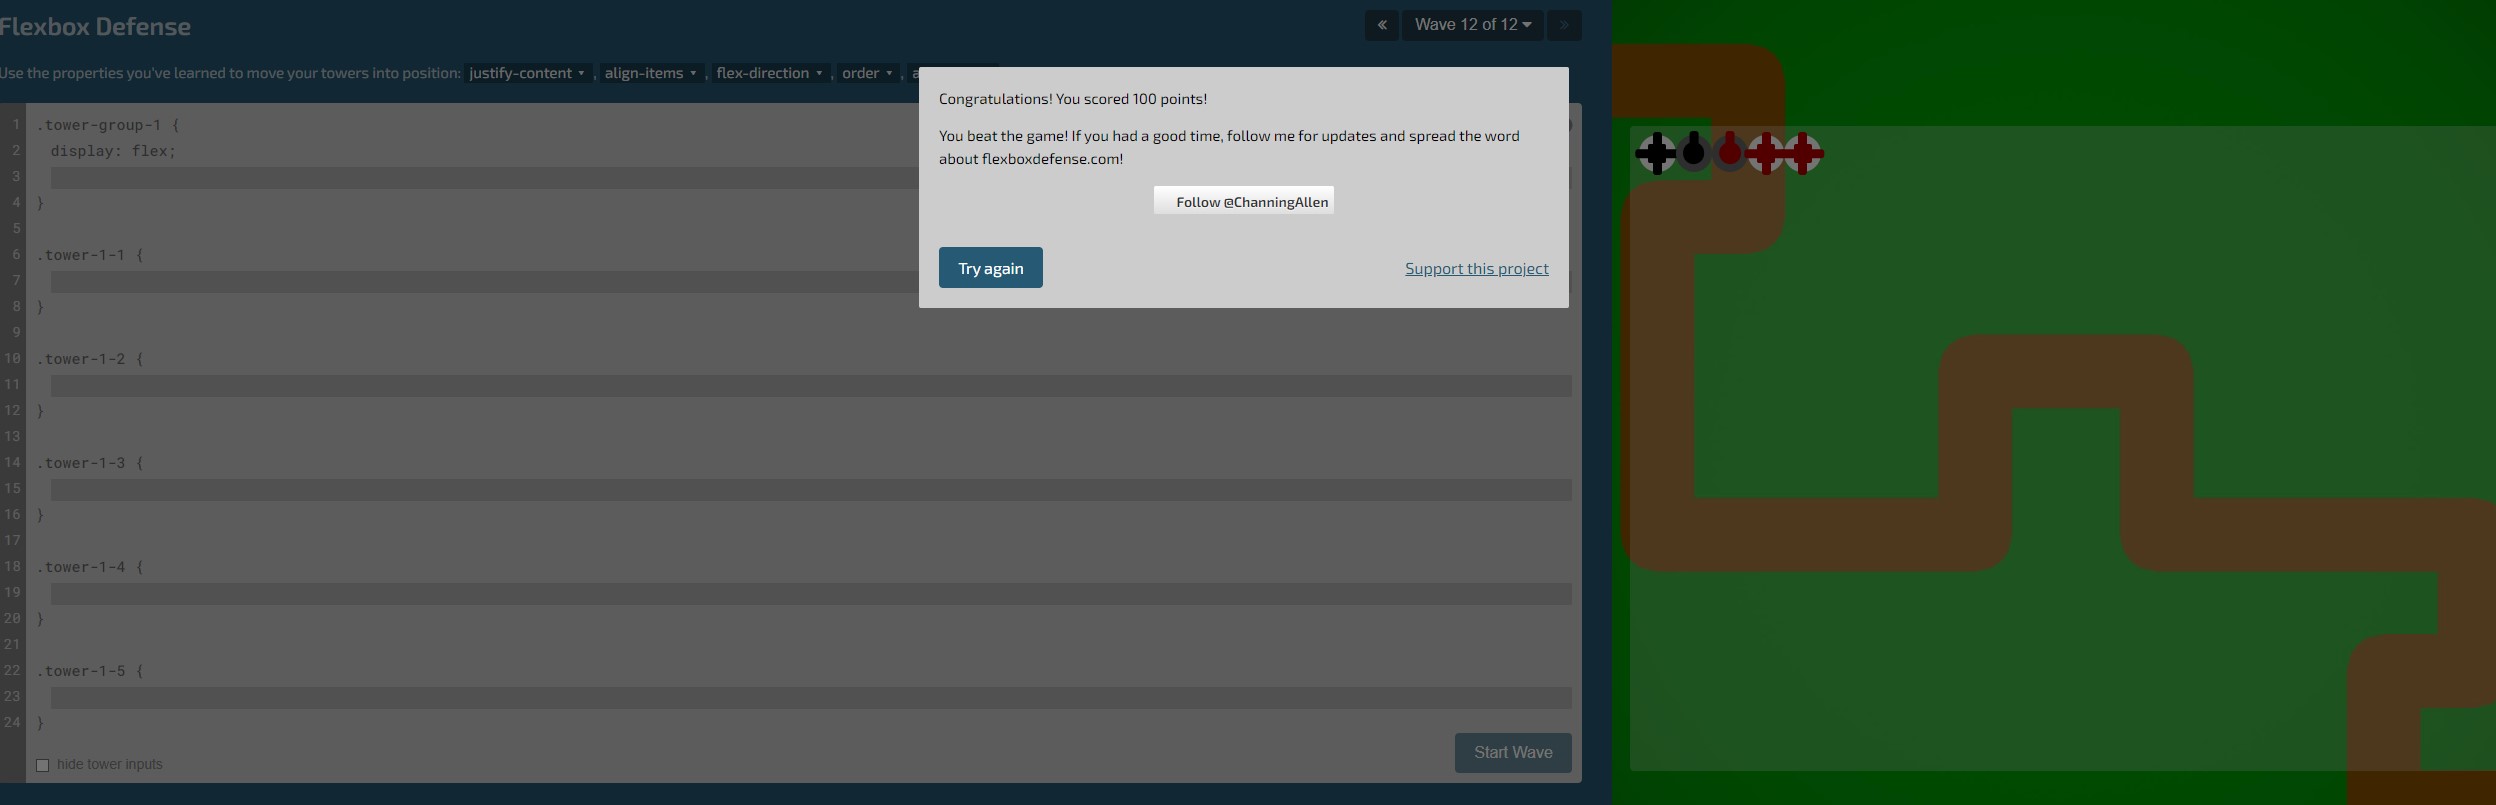 Flexbox Defense
« Wave 12 of 12 »
Use the properties you've learned to move your towers into position: justify-content , align-items , flex-direction , order ,
Congratulations! You scored 100 points!
You beat the game! If you had a good time, follow me for updates and spread the word
about flexboxdefense.com!
Follow @ChanningAllen
Try again
Support this project
1 .tower-group-1 {
2 display: flex;
3
4 }
5
6 .tower-1-1 {
7
8 }
9
10 .tower-1-2 {
11
12 }
13
14 .tower-1-3 {
15
16 }
17
18 .tower-1-4 {
19
20 }
21
22 .tower-1-5 {
23
24 }
hide tower inputs
Start Wave